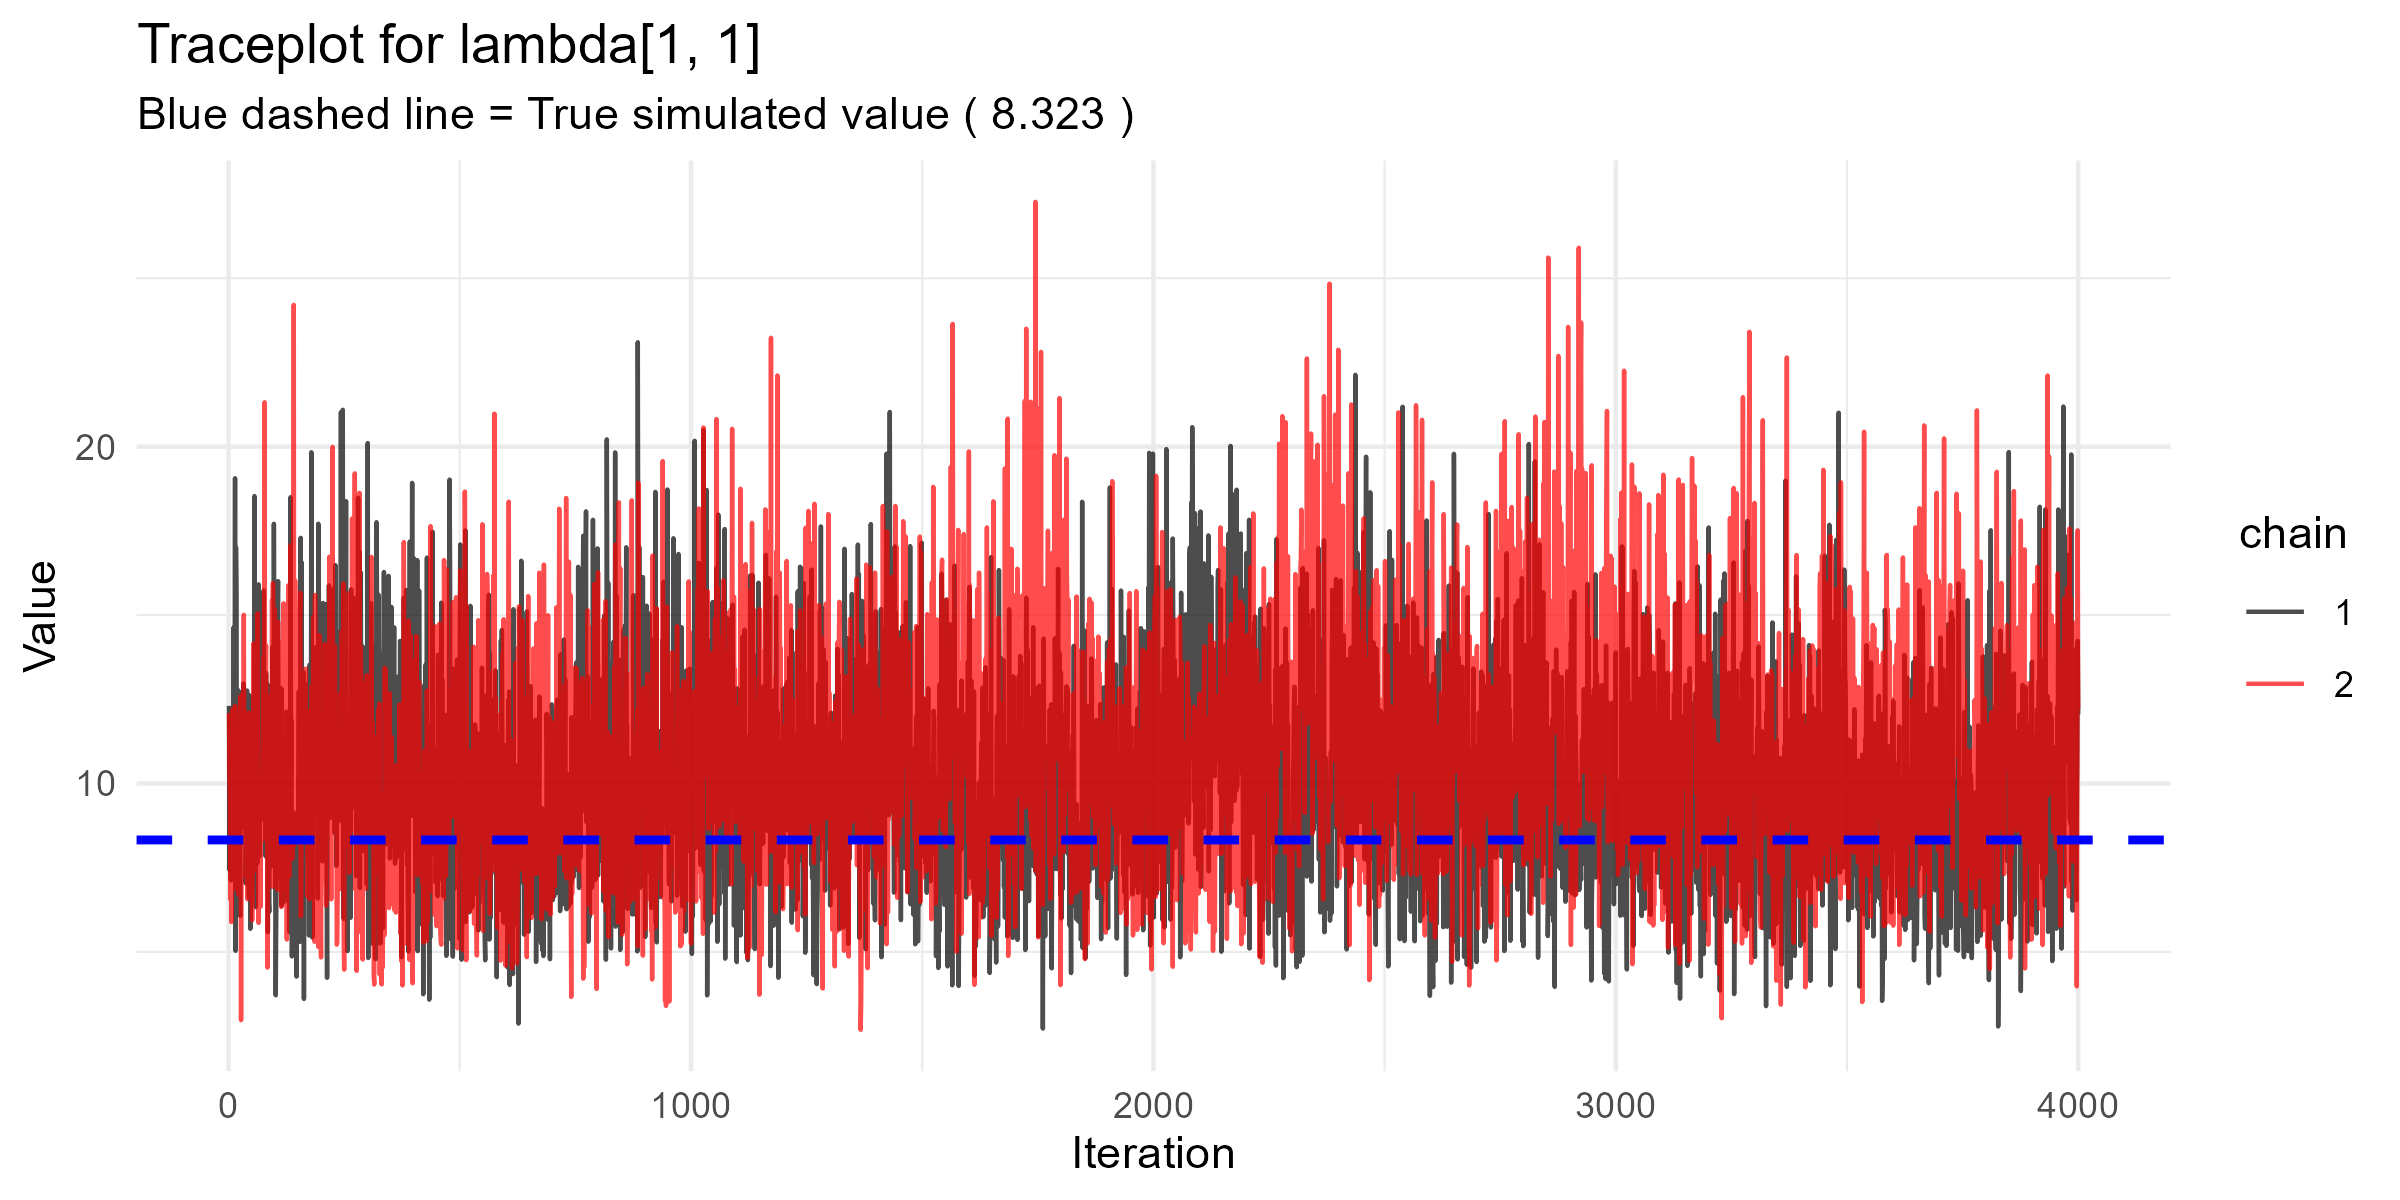 Traceplot for lambda[1, 1]
Blue dashed line = True simulated value ( 8.323 )
Value
20
10
0
1000
2000
3000
4000
Iteration
chain
1
2